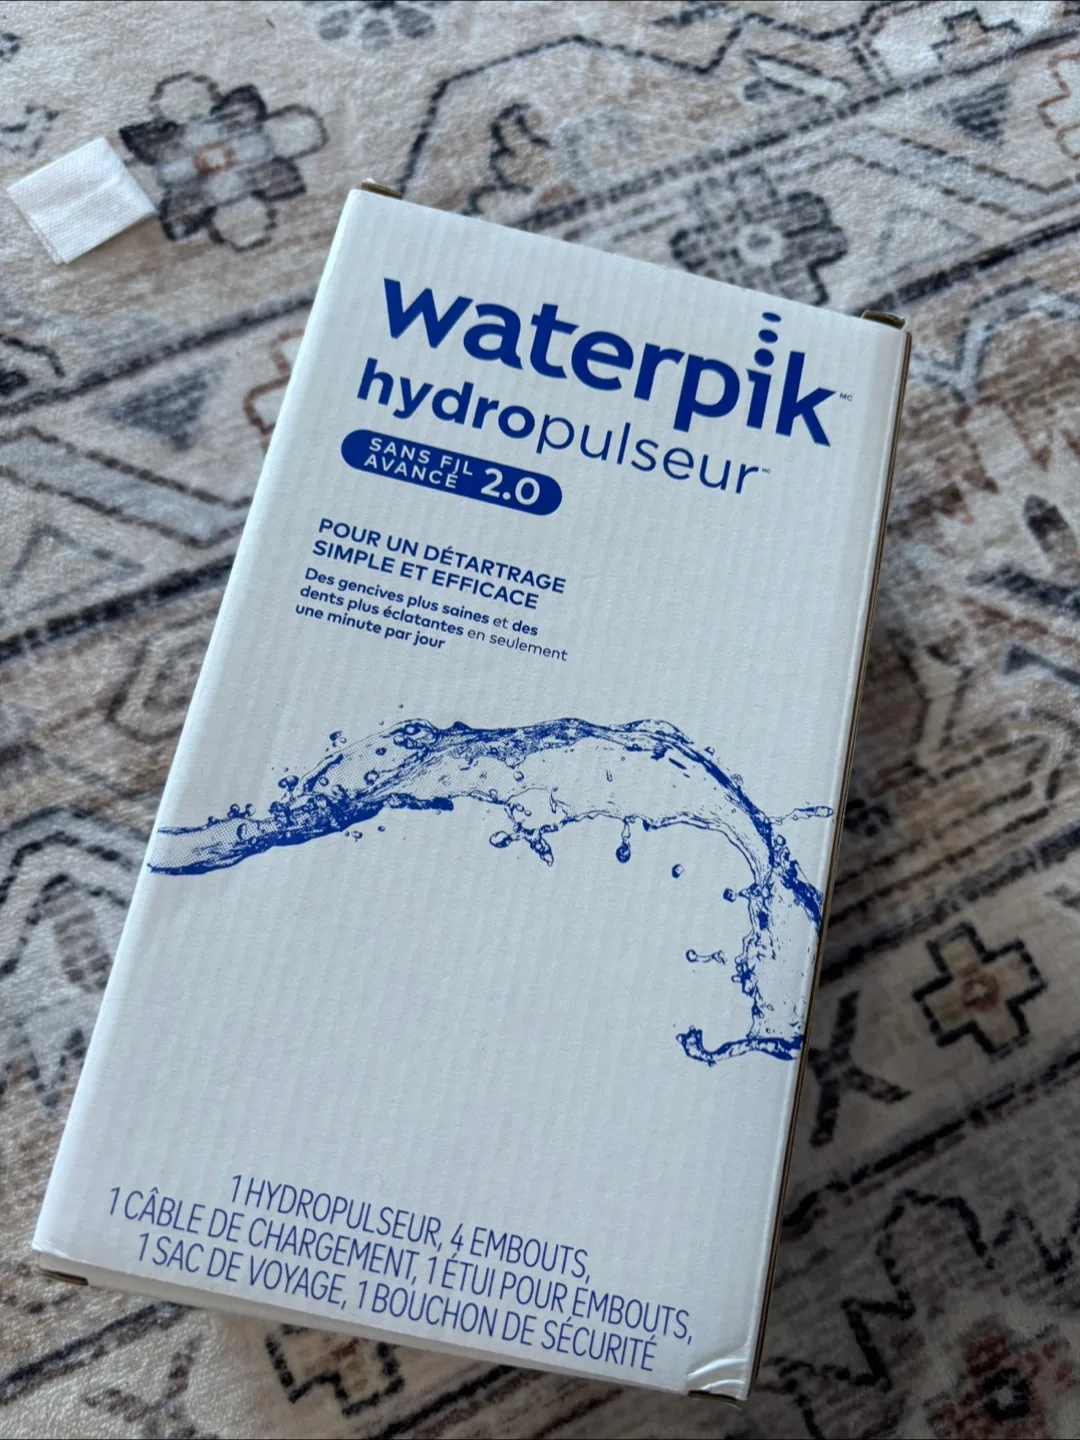 waterpik MC
hydropulseur MC
SANS FIL
AVANCÉ 2.0
POUR UN DÉTARTRAGE
SIMPLE ET EFFICACE
Des gencives plus saines et des
dents plus éclatantes en seulement
une minute par jour
1 HYDROPULSEUR, 4 EMBOUTS,
1 CÂBLE DE CHARGEMENT, 1 ÉTUI POUR EMBOUTS,
1 SAC DE VOYAGE, 1 BOUCHON DE SÉCURITÉ